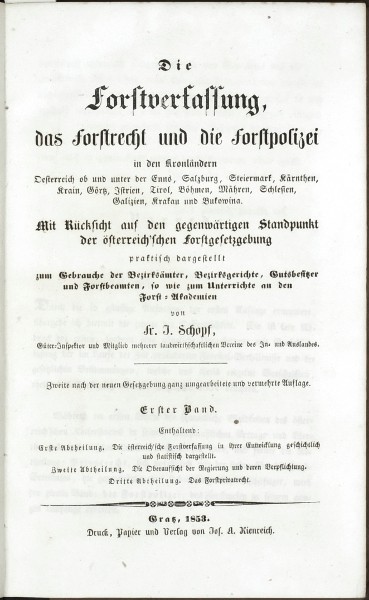 Die
Forstverfassung,
das Forstrecht und die Forstpolizei
in den Kronländern
Oesterreich ob und unter der Enns, Salzburg, Steiermark, Kärnthen,
Krain, Görtz, Istrien, Tirol, Böhmen, Mähren, Schlesien,
Galizien, Krakau und Bukowina.
Mit Rücksicht auf den gegenwärtigen Standpunkt
der österreich'schen Forstgesetzgebung
praktisch dargestellt
zum Gebrauche der Bezirksämter, Bezirksgerichte, Gutsbesitzer
und Forstbeamten, so wie zum Unterrichte an den
Forst-Akademien
von
Fr. J. Schopf,
Güter-Inspektor und Mitglied mehrerer landwirthschaftlichen Vereine des In- und Auslandes.
Zweite nach der neuen Gesetzgebung ganz umgearbeitete und vermehrte Auflage.
Erster Band.
Enthaltend:
Erste Abtheilung. Die österreichische Forstverfassung in ihrer Entwicklung geschichtlich
und statistisch dargestellt.
Zweite Abtheilung. Die Oberaufsicht der Regierung und deren Verpflichtung.
Dritte Abtheilung. Das Forstprivatrecht.
Gratz, 1853.
Druck, Papier und Verlag von Jos. A. Kienreich.